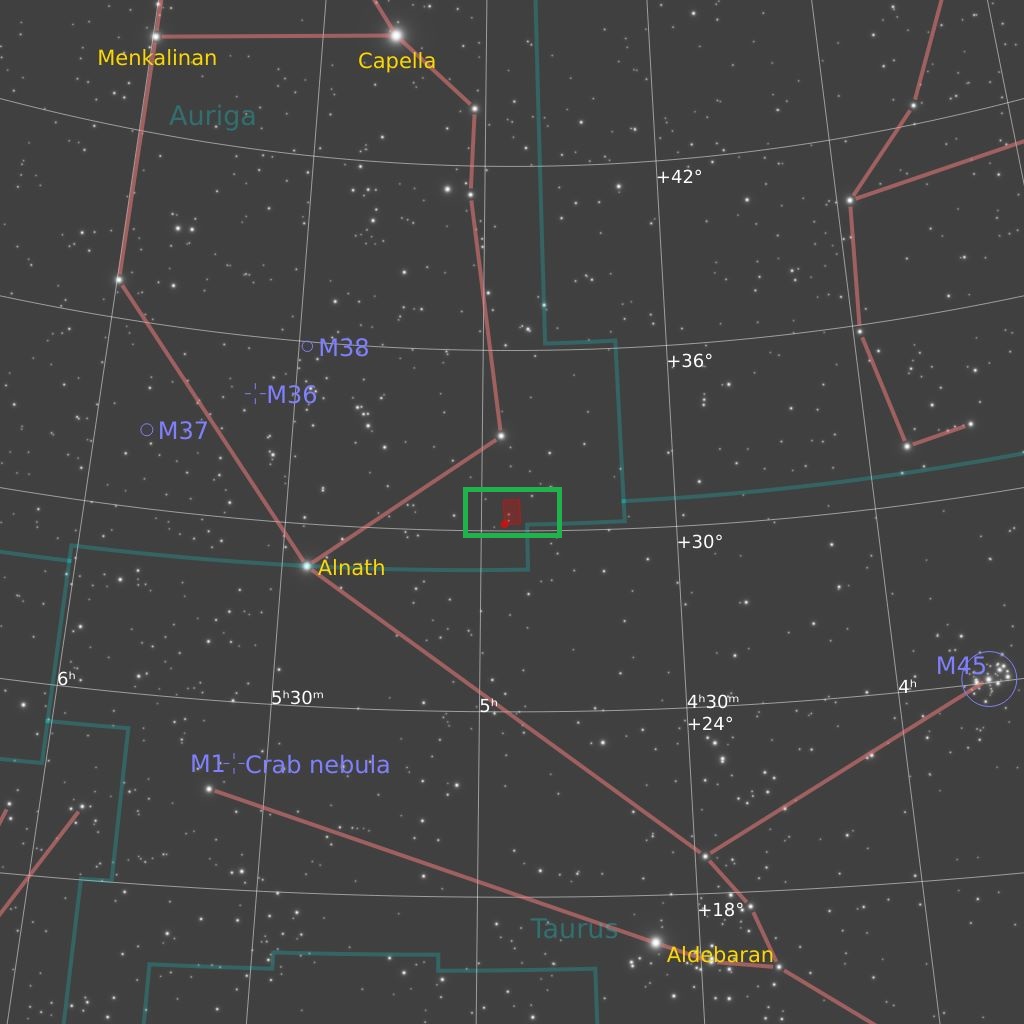 Menkalinan
Capella
Auriga
+42°
M38
+36°
M36
M37
+30°
Alnath
M45
6ʰ
5ʰ30ᵐ
5ʰ
4ʰ30ᵐ
4ʰ
+24°
M1
Crab nebula
+18°
Taurus
Aldebaran